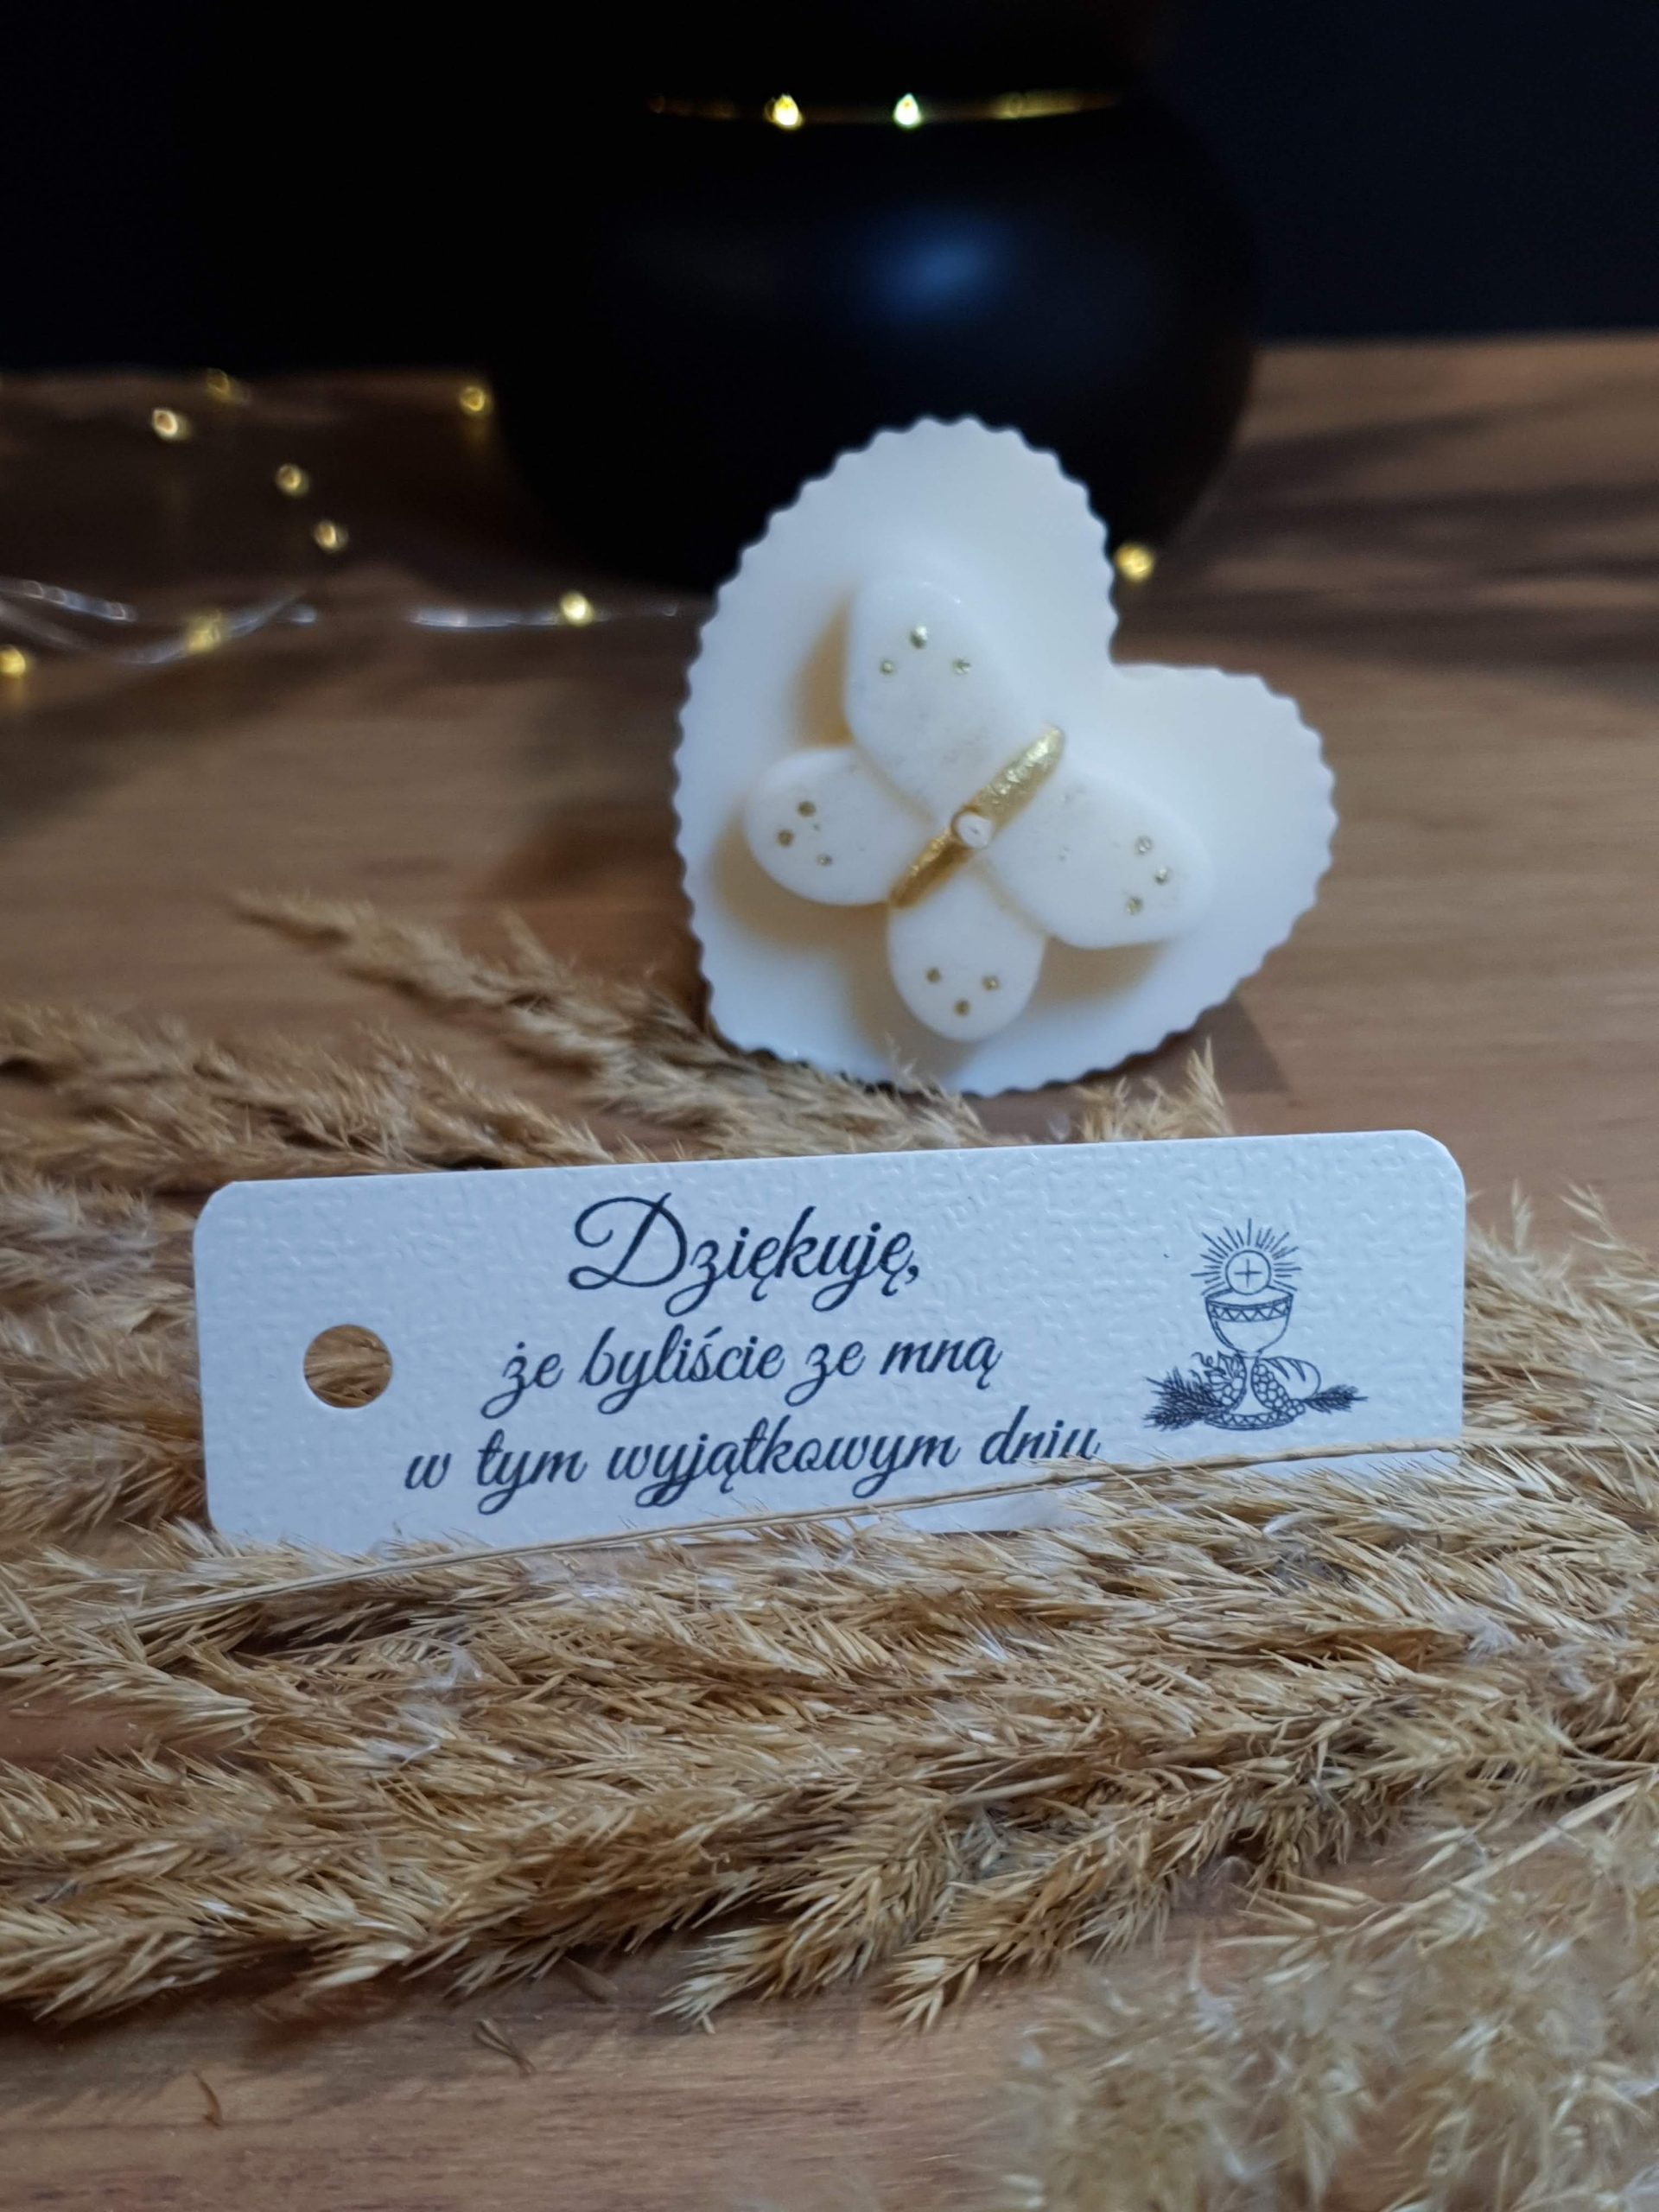 Dziękuję,
że byliście ze mną
w tym wyjątkowym dniu